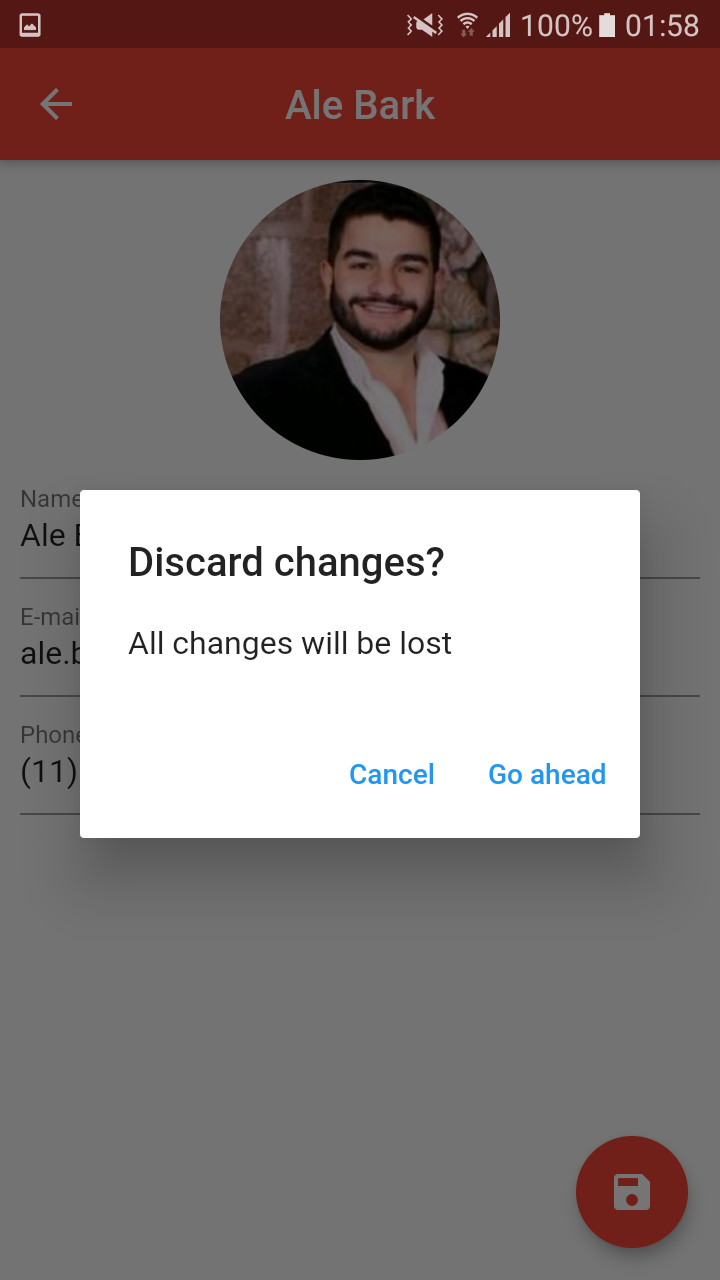 100% 01:58
Ale Bark
Name
Ale
Discard changes?
E-mai
ale.b
All changes will be lost
Phone
(11)
Cancel Go ahead